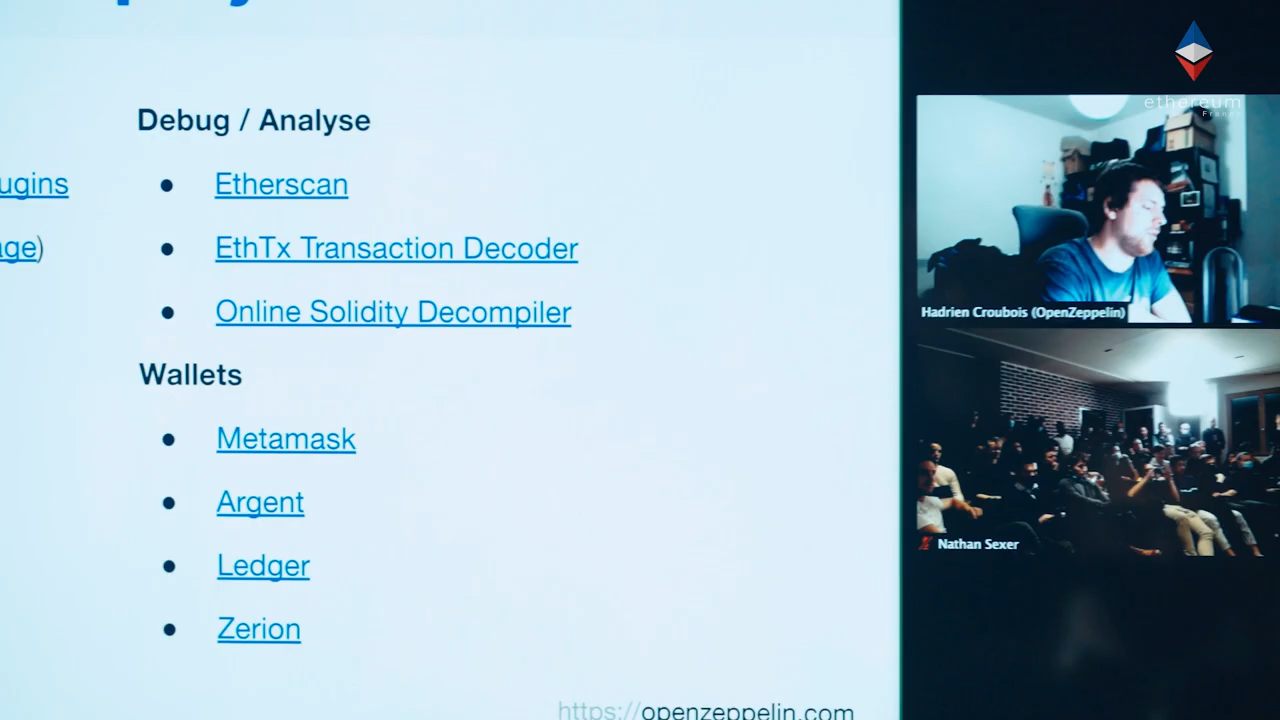 Debug / Analyse
ugins
Etherscan
age)
EthTx Transaction Decoder
Online Solidity Decompiler
Wallets
Metamask
Argent
Ledger
Zerion
https://openzeppelin.com
ethereum
France
Hadrien Croubois (OpenZeppelin)
Nathan Sexer